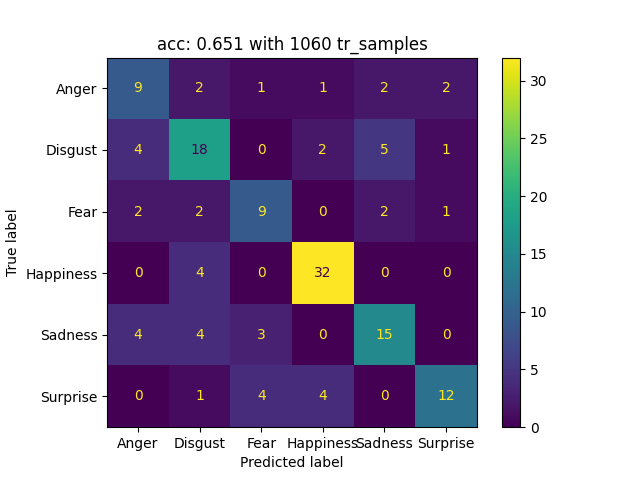 acc: 0.651 with 1060 tr_samples
Anger 9 2 1 1 2 2
Disgust 4 18 0 2 5 1
Fear 2 2 9 0 2 1
Happiness 0 4 0 32 0 0
Sadness 4 4 3 0 15 0
Surprise 0 1 4 4 0 12
Anger Disgust Fear Happiness Sadness Surprise
Predicted label
True label
30
25
20
15
10
5
0